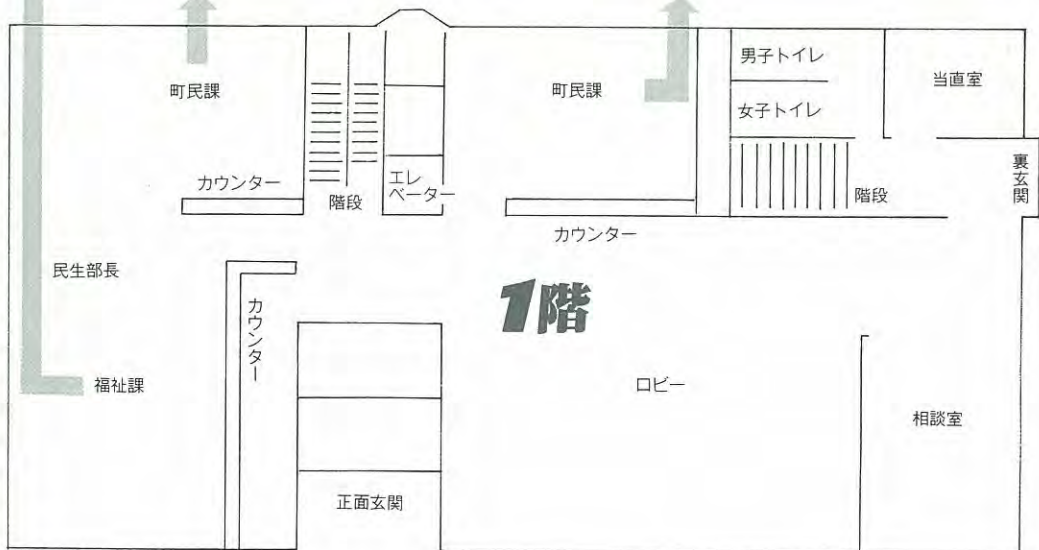 町民課
町民課
男子トイレ
当直室
女子トイレ
カウンター
階段
エレ
ベーター
階段
裏玄関
カウンター
民生部長
カウンター
1階
福祉課
ロビー
相談室
正面玄関